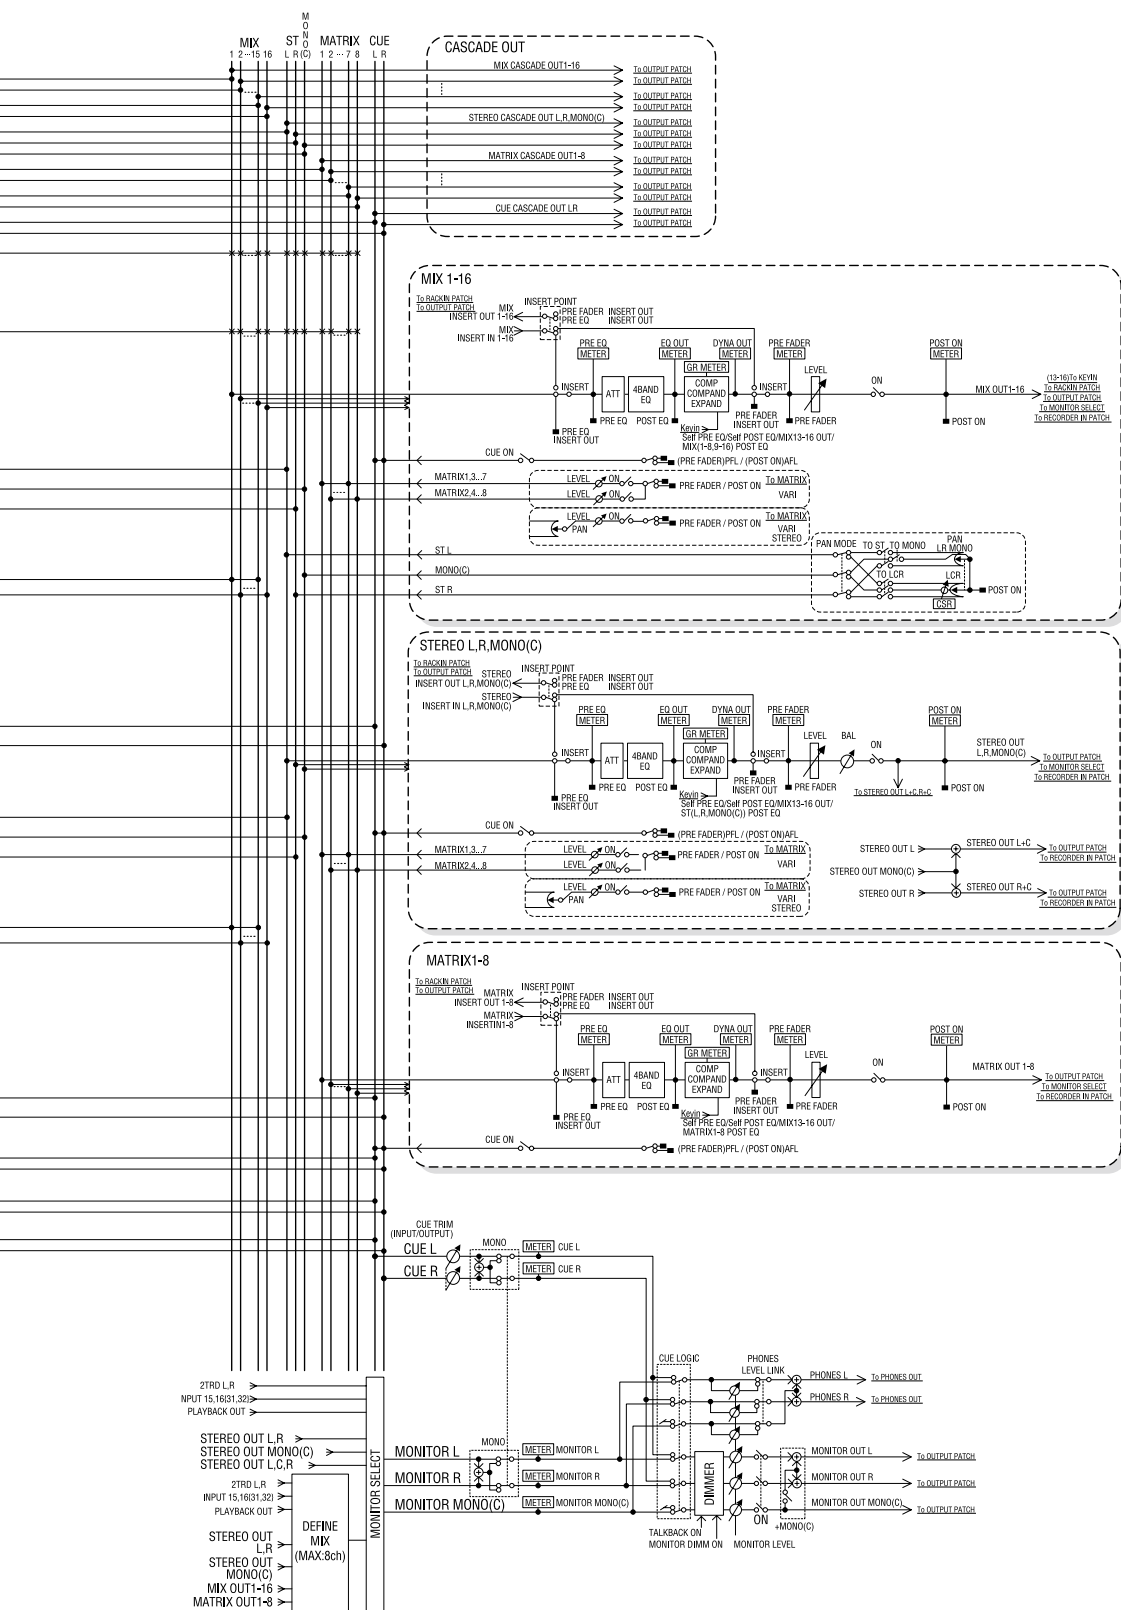 M
O
N
O
MIX ST MATRIX CUE
1 2 ··· 15 16 L R (C) 1 2 ··· 7 8 L R
CASCADE OUT
MIX CASCADE OUT1-16
To OUTPUT PATCH
To OUTPUT PATCH
To OUTPUT PATCH
To OUTPUT PATCH
STEREO CASCADE OUT L,R,MONO(C)
To OUTPUT PATCH
To OUTPUT PATCH
To OUTPUT PATCH
MATRIX CASCADE OUT1-8
To OUTPUT PATCH
To OUTPUT PATCH
To OUTPUT PATCH
To OUTPUT PATCH
CUE CASCADE OUT LR
To OUTPUT PATCH
To OUTPUT PATCH
MIX 1-16
To RACKIN PATCH
To OUTPUT PATCH
MIX
INSERT OUT 1-16
MIX
INSERT IN 1-16
INSERT POINT
PRE FADER INSERT OUT
PRE EQ INSERT OUT
PRE EQ
METER
EQ OUT
METER
DYNA OUT
METER
PRE FADER
METER
POST ON
METER
GR METER
LEVEL
INSERT
ATT
4BAND
EQ
COMP
COMPAND
EXPAND
INSERT
ON
MIX OUT1-16
(13-16)To KEYIN
To RACKIN PATCH
To OUTPUT PATCH
To MONITOR SELECT
To RECORDER IN PATCH
PRE EQ
INSERT OUT
PRE EQ
POST EQ
PRE FADER
INSERT OUT
PRE FADER
POST ON
Keyin
Self PRE EQ/Self POST EQ/MIX13-16 OUT/
MIX(1-8,9-16) POST EQ
CUE ON
(PRE FADER)PFL / (POST ON)AFL
MATRIX1,3...7
MATRIX2,4...8
LEVEL ON
LEVEL ON
PRE FADER / POST ON
To MATRIX
VARI
LEVEL ON
PAN
PRE FADER / POST ON
To MATRIX
VARI
STEREO
ST L
MONO(C)
ST R
PAN MODE
TO ST
TO MONO
PAN
LR MONO
TO LCR
LCR
CSR
POST ON
STEREO L,R,MONO(C)
To RACKIN PATCH
To OUTPUT PATCH
STEREO
INSERT OUT L,R,MONO(C)
STEREO
INSERT IN L,R,MONO(C)
INSERT POINT
PRE FADER INSERT OUT
PRE EQ INSERT OUT
PRE EQ
METER
EQ OUT
METER
DYNA OUT
METER
PRE FADER
METER
POST ON
METER
GR METER
LEVEL
BAL
INSERT
ATT
4BAND
EQ
COMP
COMPAND
EXPAND
INSERT
ON
STEREO OUT
L,R,MONO(C)
To OUTPUT PATCH
To MONITOR SELECT
To RECORDER IN PATCH
PRE EQ
INSERT OUT
PRE EQ
POST EQ
PRE FADER
INSERT OUT
PRE FADER
To STEREO OUT L+C,R+C
POST ON
Keyin
Self PRE EQ/Self POST EQ/MIX13-16 OUT/
ST(L,R,MONO(C)) POST EQ
CUE ON
(PRE FADER)PFL / (POST ON)AFL
MATRIX1,3...7
MATRIX2,4...8
LEVEL ON
LEVEL ON
PRE FADER / POST ON
To MATRIX
VARI
LEVEL ON
PAN
PRE FADER / POST ON
To MATRIX
VARI
STEREO
STEREO OUT L
STEREO OUT L+C
To OUTPUT PATCH
To RECORDER IN PATCH
STEREO OUT MONO(C)
STEREO OUT R
STEREO OUT R+C
To OUTPUT PATCH
To RECORDER IN PATCH
MATRIX1-8
To RACKIN PATCH
To OUTPUT PATCH
MATRIX
INSERT OUT 1-8
MATRIX
INSERTIN1-8
INSERT POINT
PRE FADER INSERT OUT
PRE EQ INSERT OUT
PRE EQ
METER
EQ OUT
METER
DYNA OUT
METER
PRE FADER
METER
POST ON
METER
GR METER
LEVEL
INSERT
ATT
4BAND
EQ
COMP
COMPAND
EXPAND
INSERT
ON
MATRIX OUT 1-8
To OUTPUT PATCH
To MONITOR SELECT
To RECORDER IN PATCH
PRE EQ
INSERT OUT
PRE EQ
POST EQ
PRE FADER
INSERT OUT
PRE FADER
POST ON
Keyin
Self PRE EQ/Self POST EQ/MIX13-16 OUT/
MATRIX1-8 POST EQ
CUE ON
(PRE FADER)PFL / (POST ON)AFL
CUE TRIM
(INPUT/OUTPUT)
MONO
CUE L
METER CUE L
CUE R
METER CUE R
CUE LOGIC
PHONES
LEVEL LINK
PHONES L
To PHONES OUT
PHONES R
To PHONES OUT
2TRD L,R
NPUT 15,16(31,32)
PLAYBACK OUT
STEREO OUT L,R
STEREO OUT MONO(C)
STEREO OUT L,C,R
2TRD L,R
INPUT 15,16(31,32)
PLAYBACK OUT
STEREO OUT
L,R
STEREO OUT
MONO(C)
MIX OUT1-16
MATRIX OUT1-8
DEFINE
MIX
(MAX:8ch)
MONITOR SELECT
MONO
MONITOR L
METER MONITOR L
MONITOR R
METER MONITOR R
MONITOR MONO(C)
METER MONITOR MONO(C)
DIMMER
TALKBACK ON
MONITOR DIMM ON
MONITOR LEVEL
ON
+MONO(C)
MONITOR OUT L
To OUTPUT PATCH
MONITOR OUT R
To OUTPUT PATCH
MONITOR OUT MONO(C)
To OUTPUT PATCH